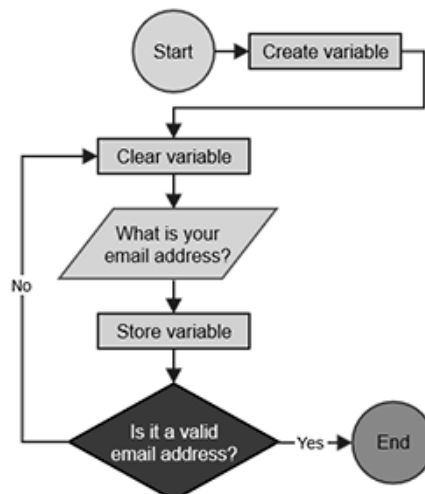 Start
Create variable
Clear variable
What is your
email address?
No
Store variable
Is it a valid
email address?
Yes
End